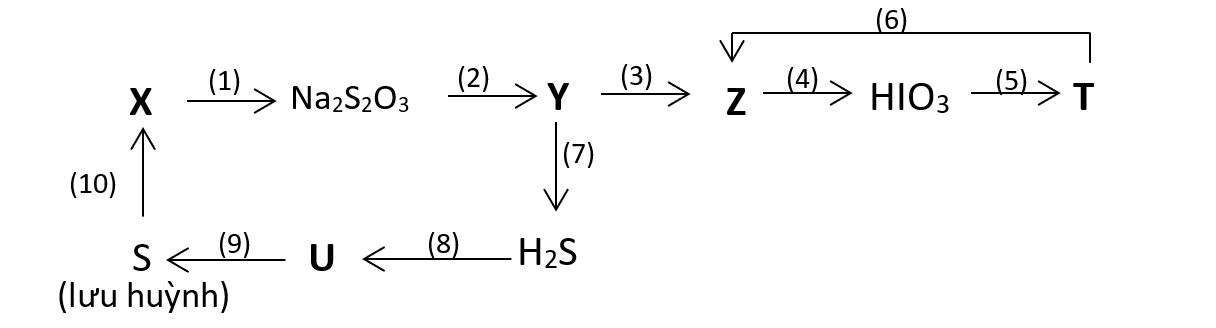 (6)
X (1) Na₂S₂O₃ (2) Y (3) Z (4) HIO₃ (5) T
(10) (7)
S (9) U (8) H₂S
(lưu huỳnh)